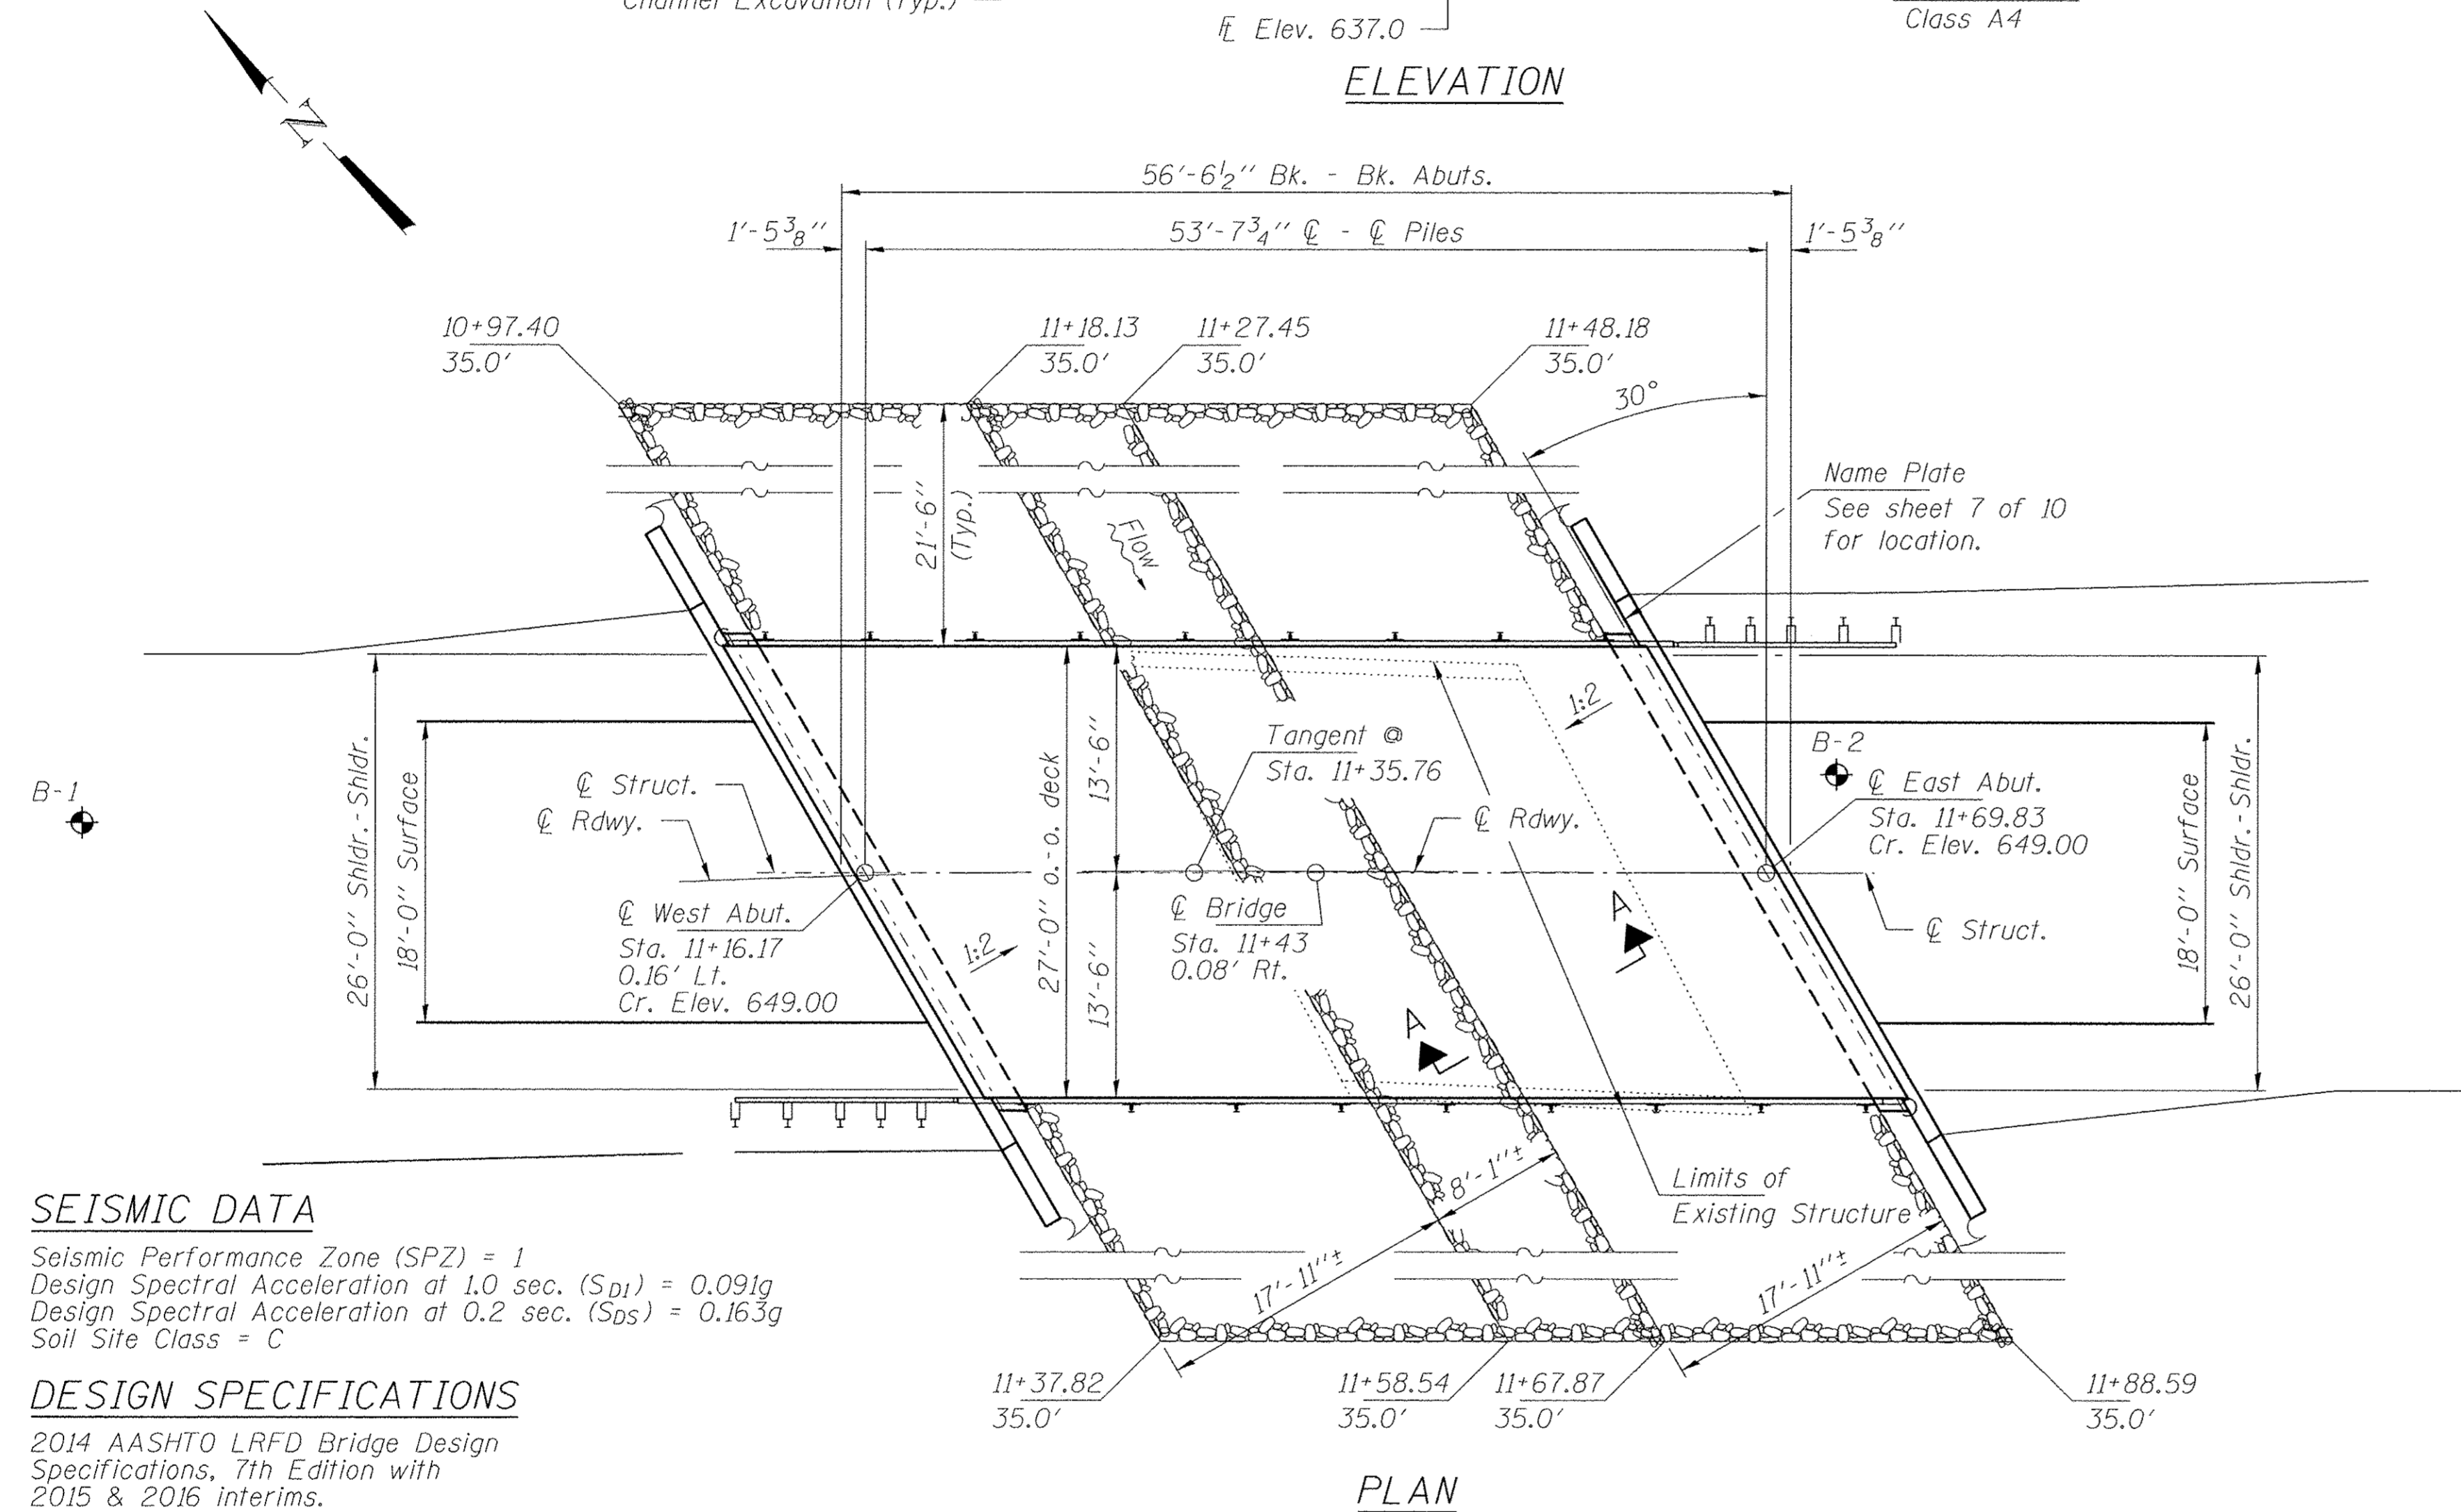 Channel Excavation (Typ.)
℄ Elev. 637.0
Class A4
ELEVATION
N
56'-6½" Bk. - Bk. Abuts.
1'-5⅜"
53'-7¾" ℄ - ℄ Piles
1'-5⅜"
10+97.40
35.0'
11+18.13
35.0'
11+27.45
35.0'
11+48.18
35.0'
30°
Name Plate
See sheet 7 of 10
for location.
21'-6"
(Typ.)
Flow
1:2
Tangent @
Sta. 11+35.76
B-1
B-2
26'-0" Shldr.-Shldr.
18'-0" Surface
℄ Struct.
℄ Rdwy.
27'-0" o.-o. deck
13'-6"
13'-6"
℄ Rdwy.
℄ East Abut.
Sta. 11+69.83
Cr. Elev. 649.00
18'-0" Surface
26'-0" Shldr.-Shldr.
℄ West Abut.
Sta. 11+16.17
0.16' Lt.
Cr. Elev. 649.00
1:2
℄ Bridge
Sta. 11+43
0.08' Rt.
A
A
℄ Struct.
8'-1"±
17'-11"±
17'-11"±
Limits of
Existing Structure
SEISMIC DATA
Seismic Performance Zone (SPZ) = 1
Design Spectral Acceleration at 1.0 sec. (SD1) = 0.091g
Design Spectral Acceleration at 0.2 sec. (SDS) = 0.163g
Soil Site Class = C
DESIGN SPECIFICATIONS
2014 AASHTO LRFD Bridge Design
Specifications, 7th Edition with
2015 & 2016 interims.
11+37.82
35.0'
11+58.54
35.0'
11+67.87
35.0'
11+88.59
35.0'
PLAN